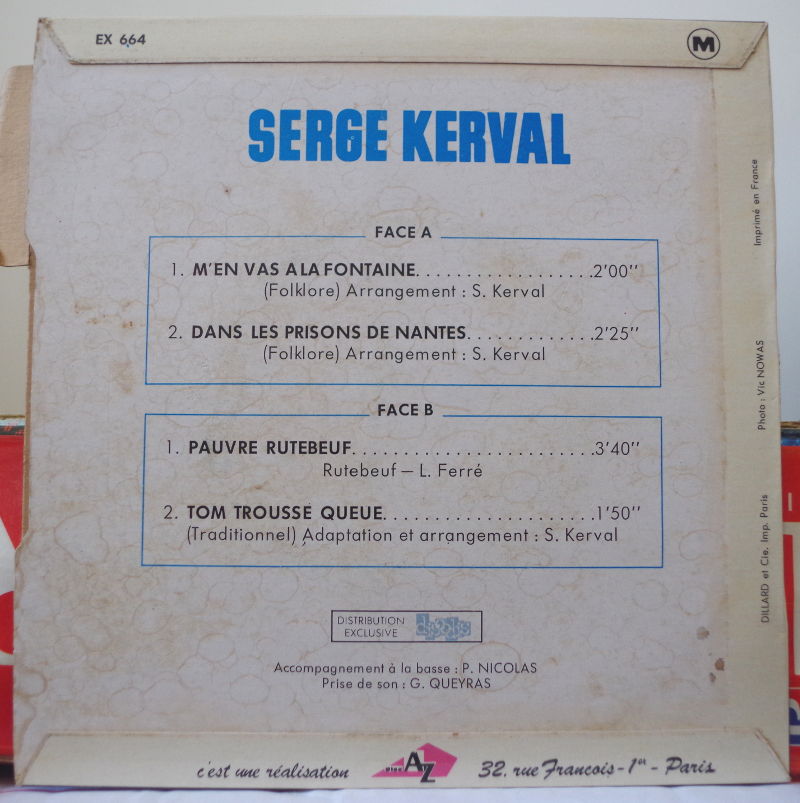 EX 664
M
SERGE KERVAL
FACE A
1. M'EN VAS A LA FONTAINE. . . . . . . . . . . . . . . . . .2'00''
(Folklore) Arrangement : S. Kerval
2. DANS LES PRISONS DE NANTES. . . . . . . . . . . . .2'25''
(Folklore) Arrangement : S. Kerval
FACE B
1. PAUVRE RUTEBEUF. . . . . . . . . . . . . . . . . . . . . . . .3'40''
Rutebeuf — L. Ferré
2. TOM TROUSSE QUEUE. . . . . . . . . . . . . . . . . . . . .1'50''
(Traditionnel) Adaptation et arrangement : S. Kerval
DISTRIBUTION
EXCLUSIVE
Accompagnement à la basse : P. NICOLAS
Prise de son : G. QUEYRAS
c'est une réalisation disc AZ 32, rue Francois-1er - Paris
Imprimé en France
Photo : Vic NOWAS
DILLARD et Cie. Imp. Paris